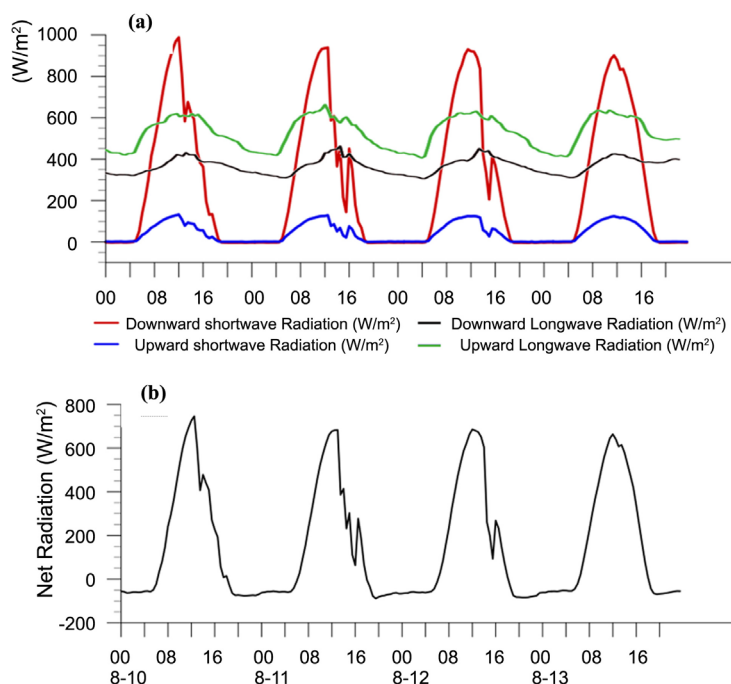 (a)
(W/m²)
1000
800
600
400
200
0
00 08 16 00 08 16 00 08 16 00 08 16
Downward shortwave Radiation (W/m²) Downward Longwave Radiation (W/m²)
Upward shortwave Radiation (W/m²) Upward Longwave Radiation (W/m²)
(b)
Net Radiation (W/m²)
800
600
400
200
0
-200
00 08 16 00 08 16 00 08 16 00 08 16
8-10 8-11 8-12 8-13